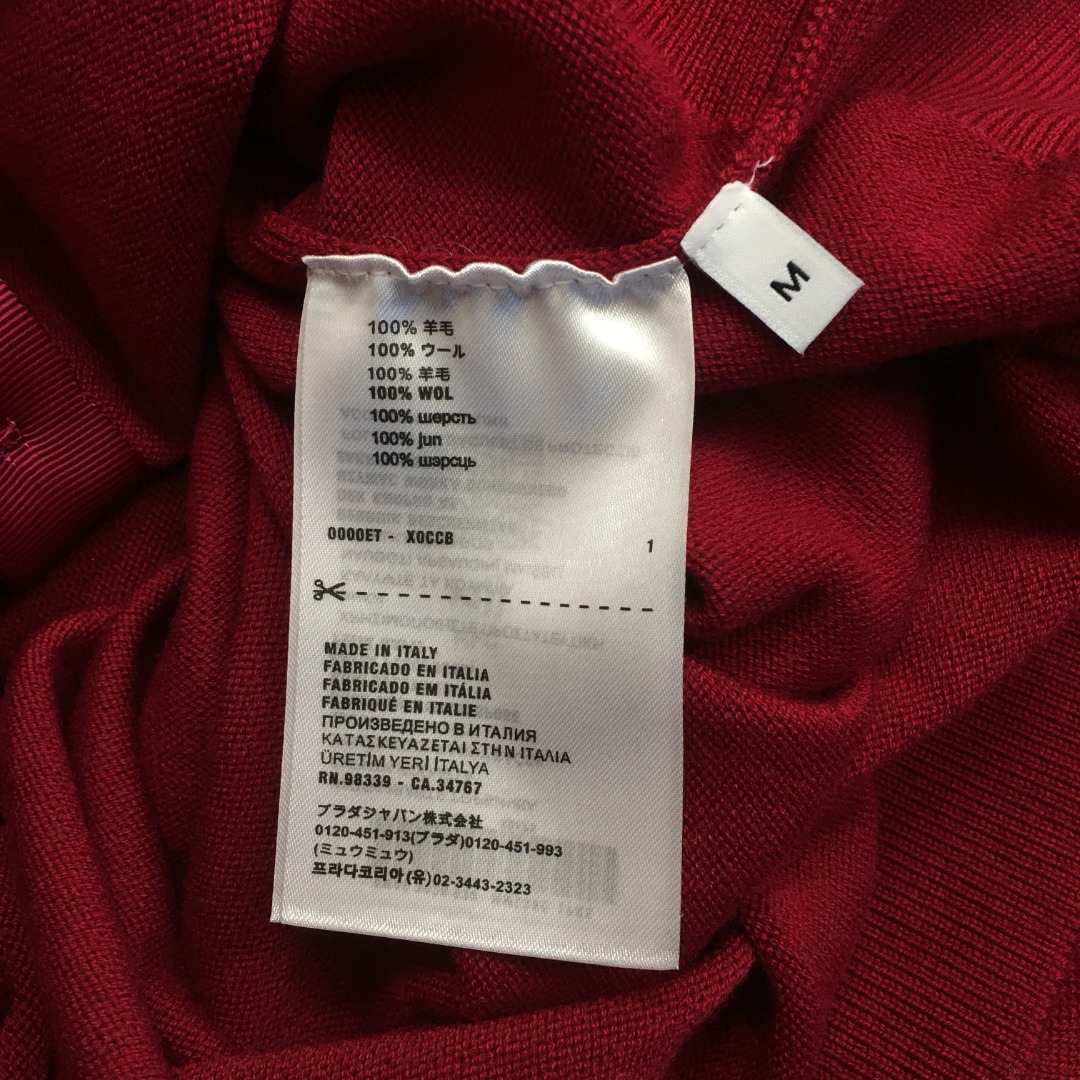 M
100% 羊毛
100% ウール
100% 羊毛
100% WOL
100% шерсть
100% jun
100% шэрсць
0000ET - X0CCB 1
MADE IN ITALY
FABRICADO EN ITALIA
FABRICADO EM ITÁLIA
FABRIQUÉ EN ITALIE
ПРОИЗВЕДЕНО В ИТАЛИЯ
ΚΑΤΑΣΚΕΥΑΖΕΤΑΙ ΣΤΗΝ ΙΤΑΛΙΑ
ÜRETİM YERİ İTALYA
RN.98339 - CA.34767
プラダジャパン株式会社
0120-451-913(プラダ)0120-451-993
(ミュウミュウ)
프라다코리아(유)02-3443-2323